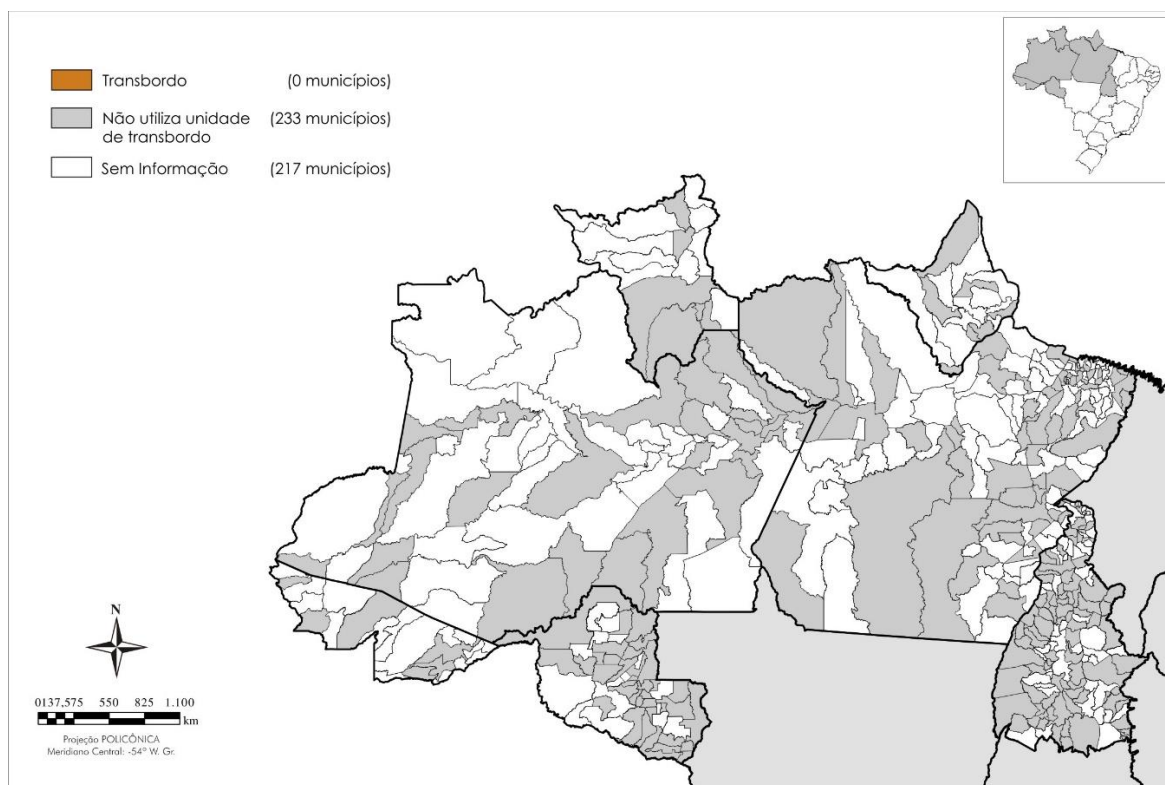 Transbordo (0 municípios)
Não utiliza unidade (233 municípios)
de transbordo
Sem Informação (217 municípios)
N
0137,575 550 825 1.100
km
Projeção POLICÔNICA
Meridiano Central: -54° W. Gr.